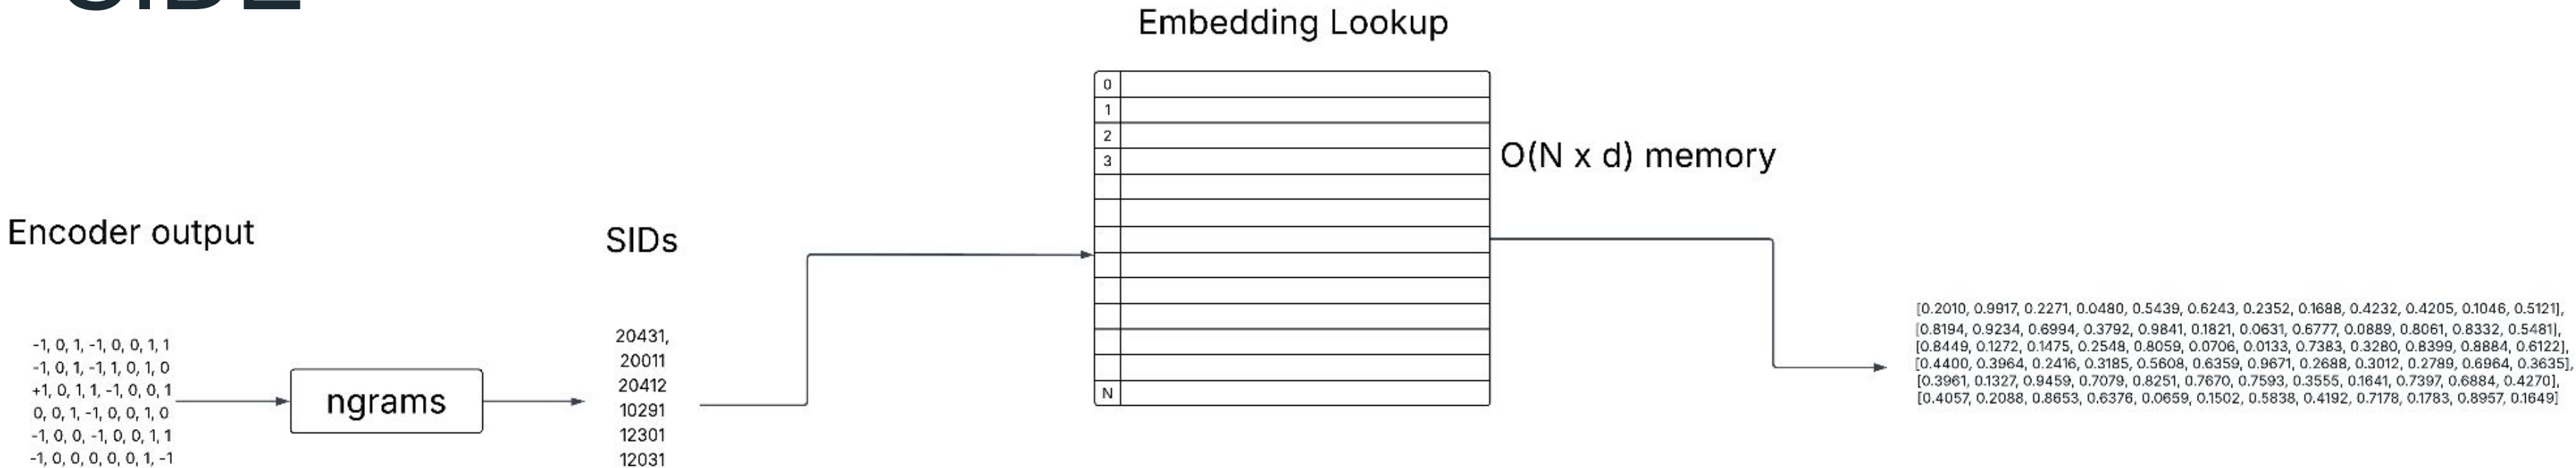 SIDE
Embedding Lookup
0
1
2
3
N
O(N x d) memory
Encoder output
-1, 0, 1, -1, 0, 0, 1, 1
-1, 0, 1, -1, 1, 0, 1, 0
+1, 0, 1, 1, -1, 0, 0, 1
0, 0, 1, -1, 0, 0, 1, 0
-1, 0, 0, -1, 0, 0, 1, 1
-1, 0, 0, 0, 0, 0, 1, -1
ngrams
SIDs
20431,
20011
20412
10291
12301
12031
[0.2010, 0.9917, 0.2271, 0.0480, 0.5439, 0.6243, 0.2352, 0.1688, 0.4232, 0.4205, 0.1046, 0.5121],
[0.8194, 0.9234, 0.6994, 0.3792, 0.9841, 0.1821, 0.0631, 0.6777, 0.0889, 0.8061, 0.8332, 0.5481],
[0.8449, 0.1272, 0.1475, 0.2548, 0.8059, 0.0706, 0.0133, 0.7383, 0.3280, 0.8399, 0.8884, 0.6122],
[0.4400, 0.3964, 0.2416, 0.3185, 0.5608, 0.6359, 0.9671, 0.2688, 0.3012, 0.2789, 0.6964, 0.3635],
[0.3961, 0.1327, 0.9459, 0.7079, 0.8251, 0.7670, 0.7593, 0.3555, 0.1641, 0.7397, 0.6884, 0.4270],
[0.4057, 0.2088, 0.8653, 0.6376, 0.0659, 0.1502, 0.5838, 0.4192, 0.7178, 0.1783, 0.8957, 0.1649]